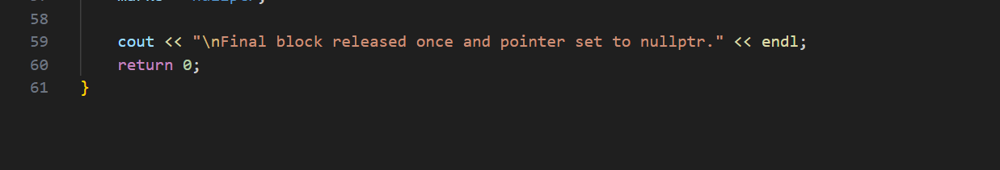 58
59 cout << "\nFinal block released once and pointer set to nullptr." << endl;
60 return 0;
61 }